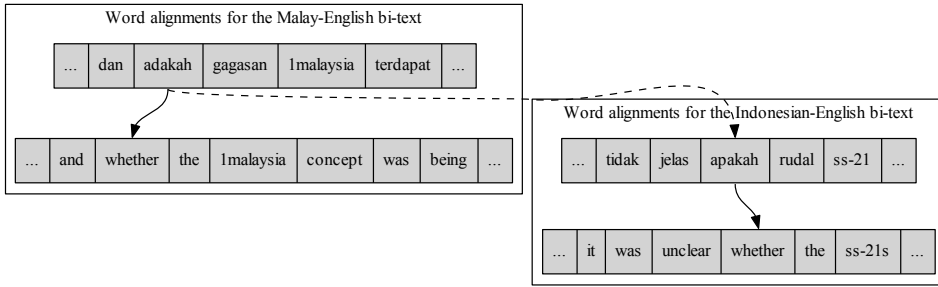 Word alignments for the Malay-English bi-text
... dan adakah gagasan 1malaysia terdapat ...
... and whether the 1malaysia concept was being ...
Word alignments for the Indonesian-English bi-text
... tidak jelas apakah rudal ss-21 ...
... it was unclear whether the ss-21s ...